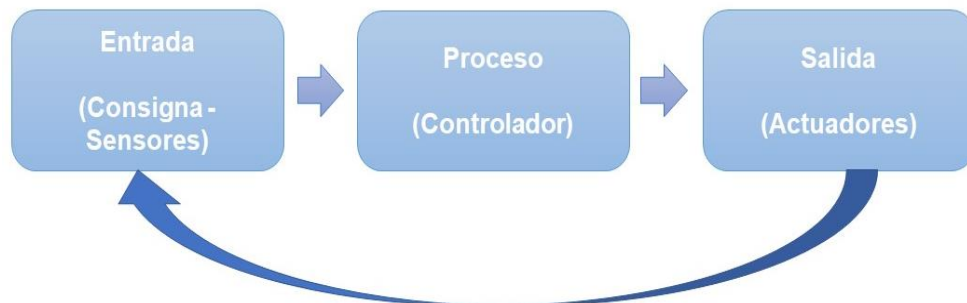 Entrada
(Consigna -
Sensores)
Proceso
(Controlador)
Salida
(Actuadores)